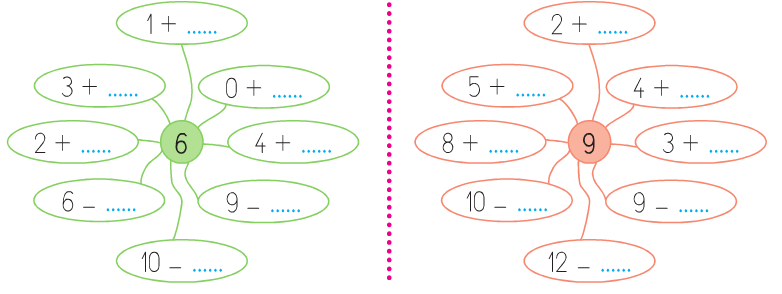 1 + ......
3 + ......
0 + ......
2 + ......
6
4 + ......
6 – ......
9 – ......
10 – ......
2 + ......
5 + ......
4 + ......
8 + ......
9
3 + ......
10 – ......
9 – ......
12 – ......